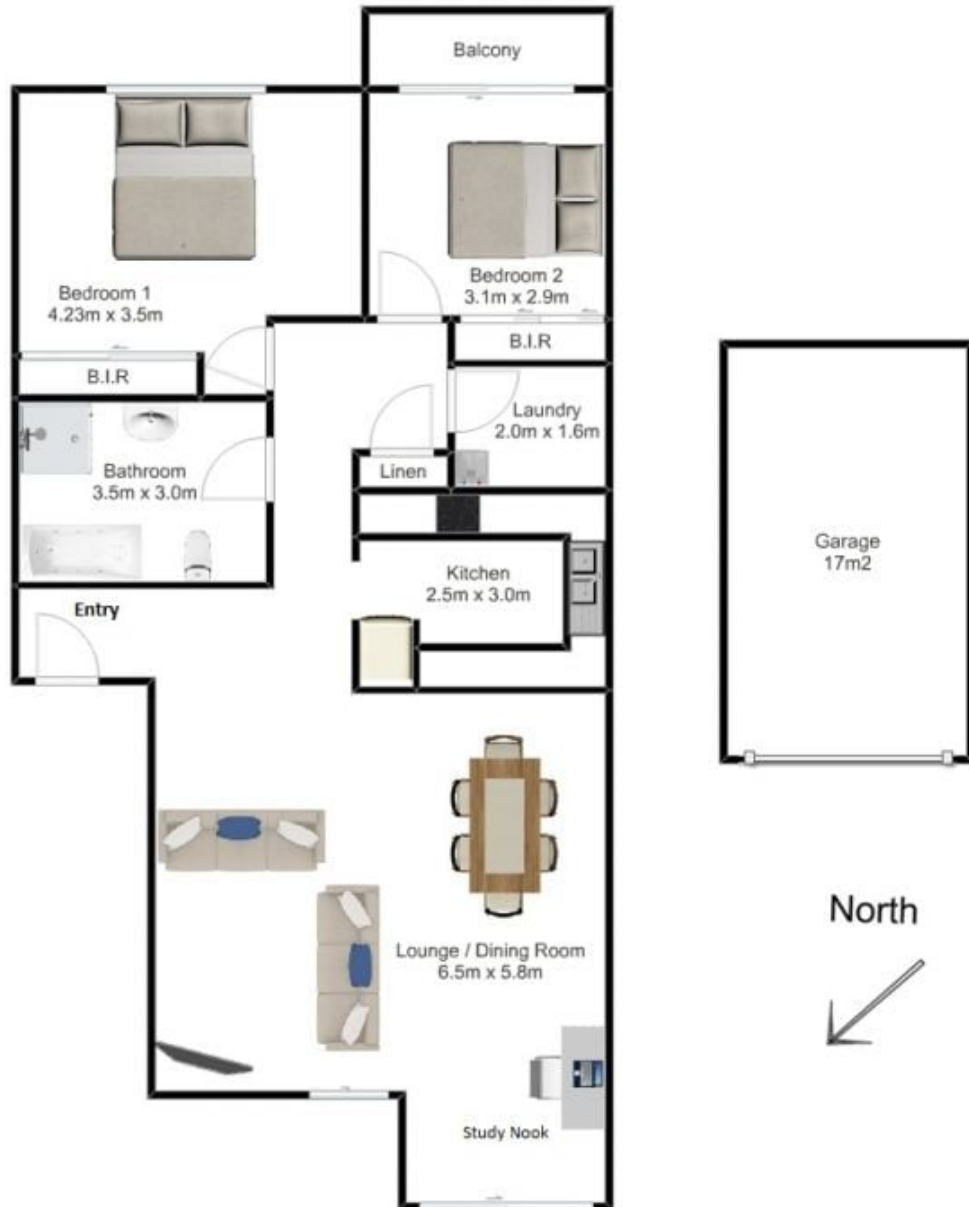 Balcony
Bedroom 1
4.23m x 3.5m
Bedroom 2
3.1m x 2.9m
B.I.R
B.I.R
Laundry
2.0m x 1.6m
Linen
Bathroom
3.5m x 3.0m
Kitchen
2.5m x 3.0m
Entry
Garage
17m2
Lounge / Dining Room
6.5m x 5.8m
North
Study Nook